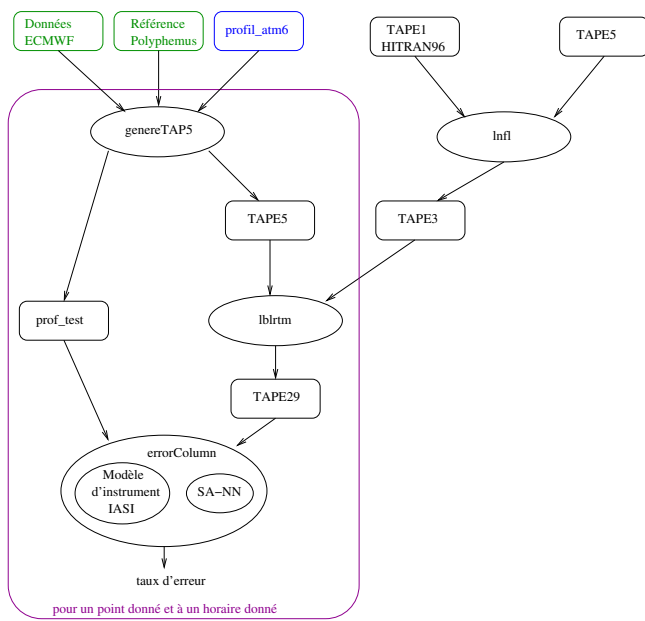 Données
ECMWF
Référence
Polyphemus
profil_atm6
TAPE1
HITRAN96
TAPE5
genereTAP5
lnfl
TAPE5
TAPE3
prof_test
lblrtm
TAPE29
errorColumn
Modèle
d'instrument
IASI
SA−NN
taux d'erreur
pour un point donné et à un horaire donné